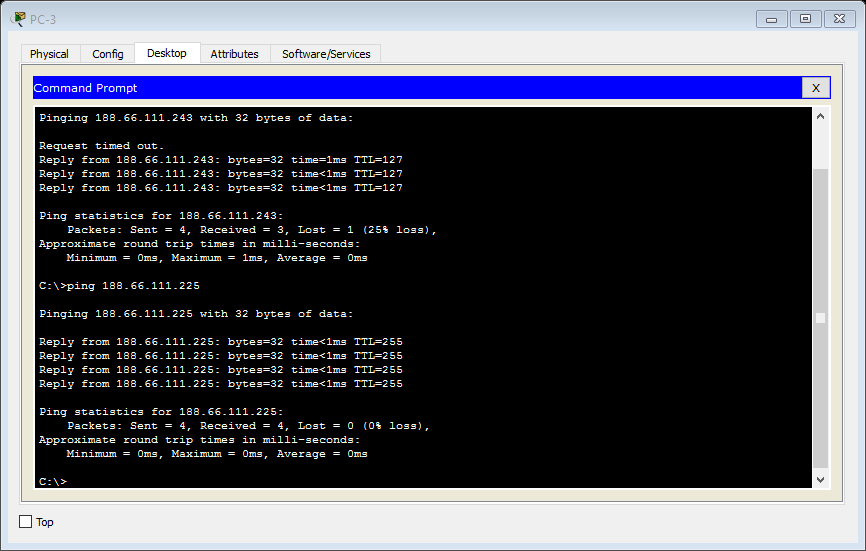 PC-3
Physical Config Desktop Attributes Software/Services
Command Prompt X
Pinging 188.66.111.243 with 32 bytes of data:
Request timed out.
Reply from 188.66.111.243: bytes=32 time=1ms TTL=127
Reply from 188.66.111.243: bytes=32 time<1ms TTL=127
Reply from 188.66.111.243: bytes=32 time<1ms TTL=127
Ping statistics for 188.66.111.243:
Packets: Sent = 4, Received = 3, Lost = 1 (25% loss),
Approximate round trip times in milli-seconds:
Minimum = 0ms, Maximum = 1ms, Average = 0ms
C:\>ping 188.66.111.225
Pinging 188.66.111.225 with 32 bytes of data:
Reply from 188.66.111.225: bytes=32 time<1ms TTL=255
Reply from 188.66.111.225: bytes=32 time<1ms TTL=255
Reply from 188.66.111.225: bytes=32 time<1ms TTL=255
Reply from 188.66.111.225: bytes=32 time<1ms TTL=255
Ping statistics for 188.66.111.225:
Packets: Sent = 4, Received = 4, Lost = 0 (0% loss),
Approximate round trip times in milli-seconds:
Minimum = 0ms, Maximum = 0ms, Average = 0ms
C:\>
Top